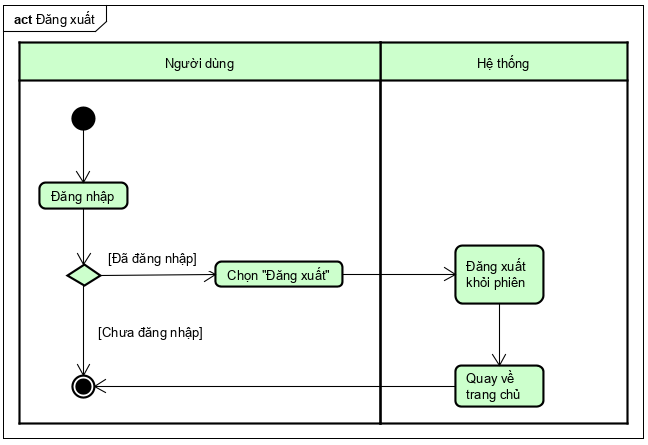 act Đăng xuất
Người dùng
Hệ thống
Đăng nhập
[Đã đăng nhập]
Chọn "Đăng xuất"
Đăng xuất
khỏi phiên
[Chưa đăng nhập]
Quay về
trang chủ